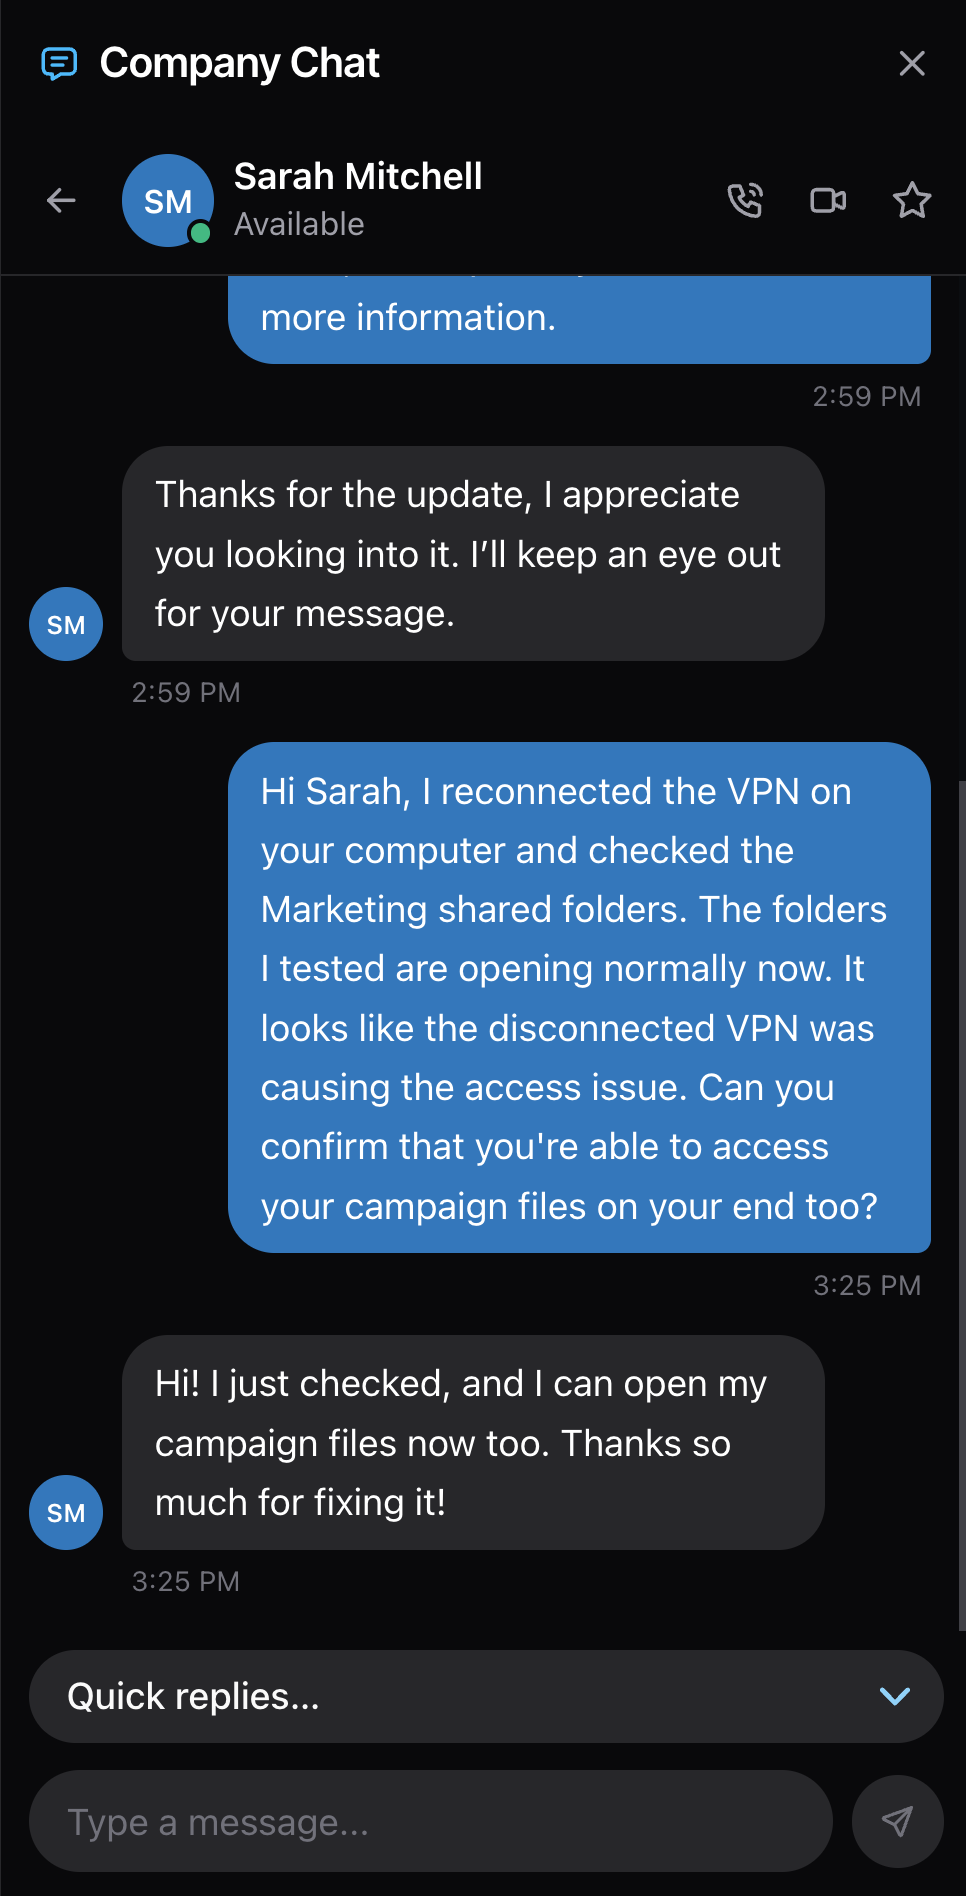 Company Chat
SM
Sarah Mitchell
Available
more information.
2:59 PM
Thanks for the update, I appreciate
you looking into it. I’ll keep an eye out
for your message.
SM
2:59 PM
Hi Sarah, I reconnected the VPN on
your computer and checked the
Marketing shared folders. The folders
I tested are opening normally now. It
looks like the disconnected VPN was
causing the access issue. Can you
confirm that you're able to access
your campaign files on your end too?
3:25 PM
Hi! I just checked, and I can open my
campaign files now too. Thanks so
much for fixing it!
SM
3:25 PM
Quick replies...
Type a message...